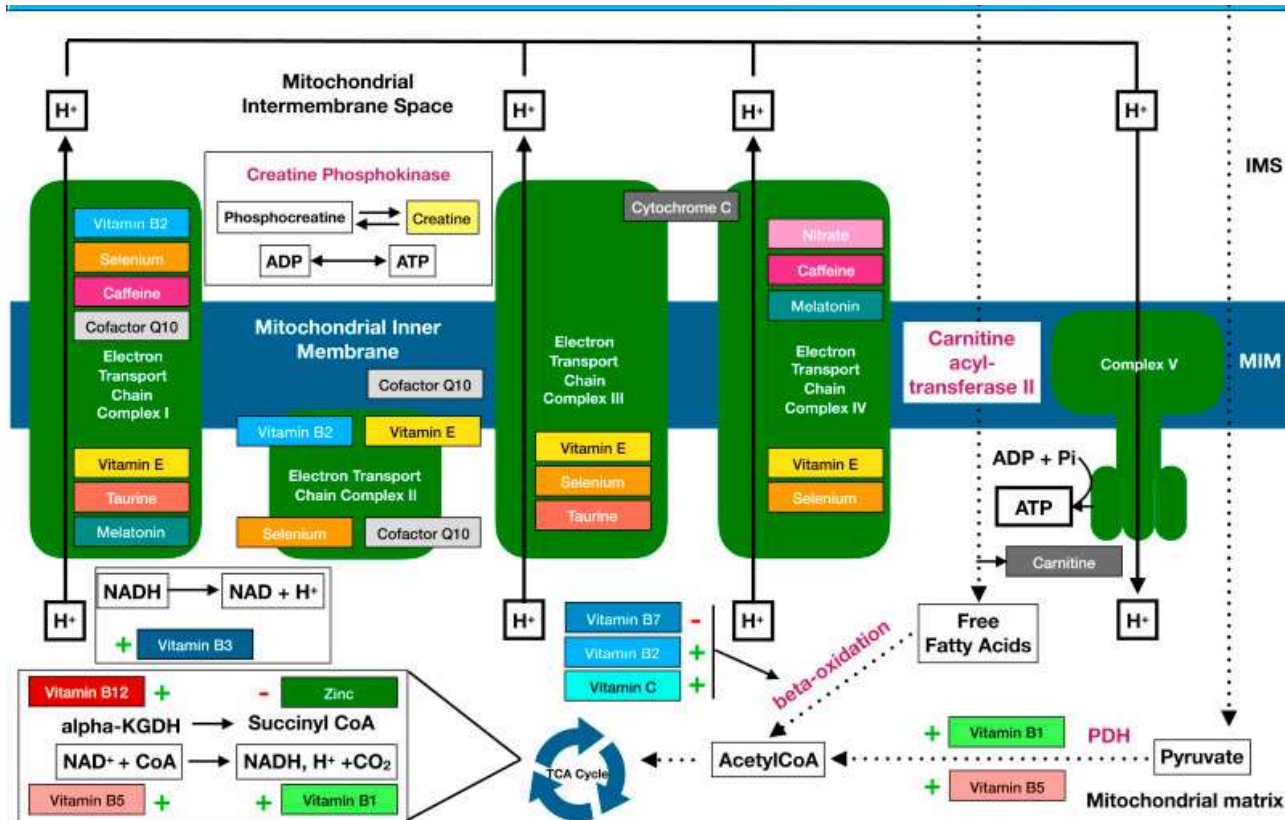 Mitochondrial
Intermembrane Space
H+
H+
H+
H+
IMS
Creatine Phosphokinase
Phosphocreatine
Creatine
ADP
ATP
Vitamin B2
Selenium
Caffeine
Cofactor Q10
Electron
Transport
Chain
Complex I
Vitamin E
Taurine
Melatonin
Mitochondrial Inner
Membrane
Cofactor Q10
Vitamin B2
Vitamin E
Electron Transport
Chain Complex II
Selenium
Cofactor Q10
Cytochrome C
Electron
Transport
Chain
Complex III
Vitamin E
Selenium
Taurine
Nitrate
Caffeine
Melatonin
Electron
Transport
Chain
Complex IV
Vitamin E
Selenium
Carnitine
acyl-
transferase II
Complex V
MIM
ADP + Pi
ATP
Carnitine
H+
H+
H+
H+
NADH
NAD + H+
+ Vitamin B3
Vitamin B7 -
Vitamin B2 +
Vitamin C +
beta-oxidation
Free
Fatty Acids
Vitamin B12 +
- Zinc
alpha-KGDH
Succinyl CoA
NAD+ + CoA
NADH, H+ +CO2
Vitamin B5 +
+ Vitamin B1
TCA Cycle
AcetylCoA
+ Vitamin B1
PDH
Pyruvate
+ Vitamin B5
Mitochondrial matrix